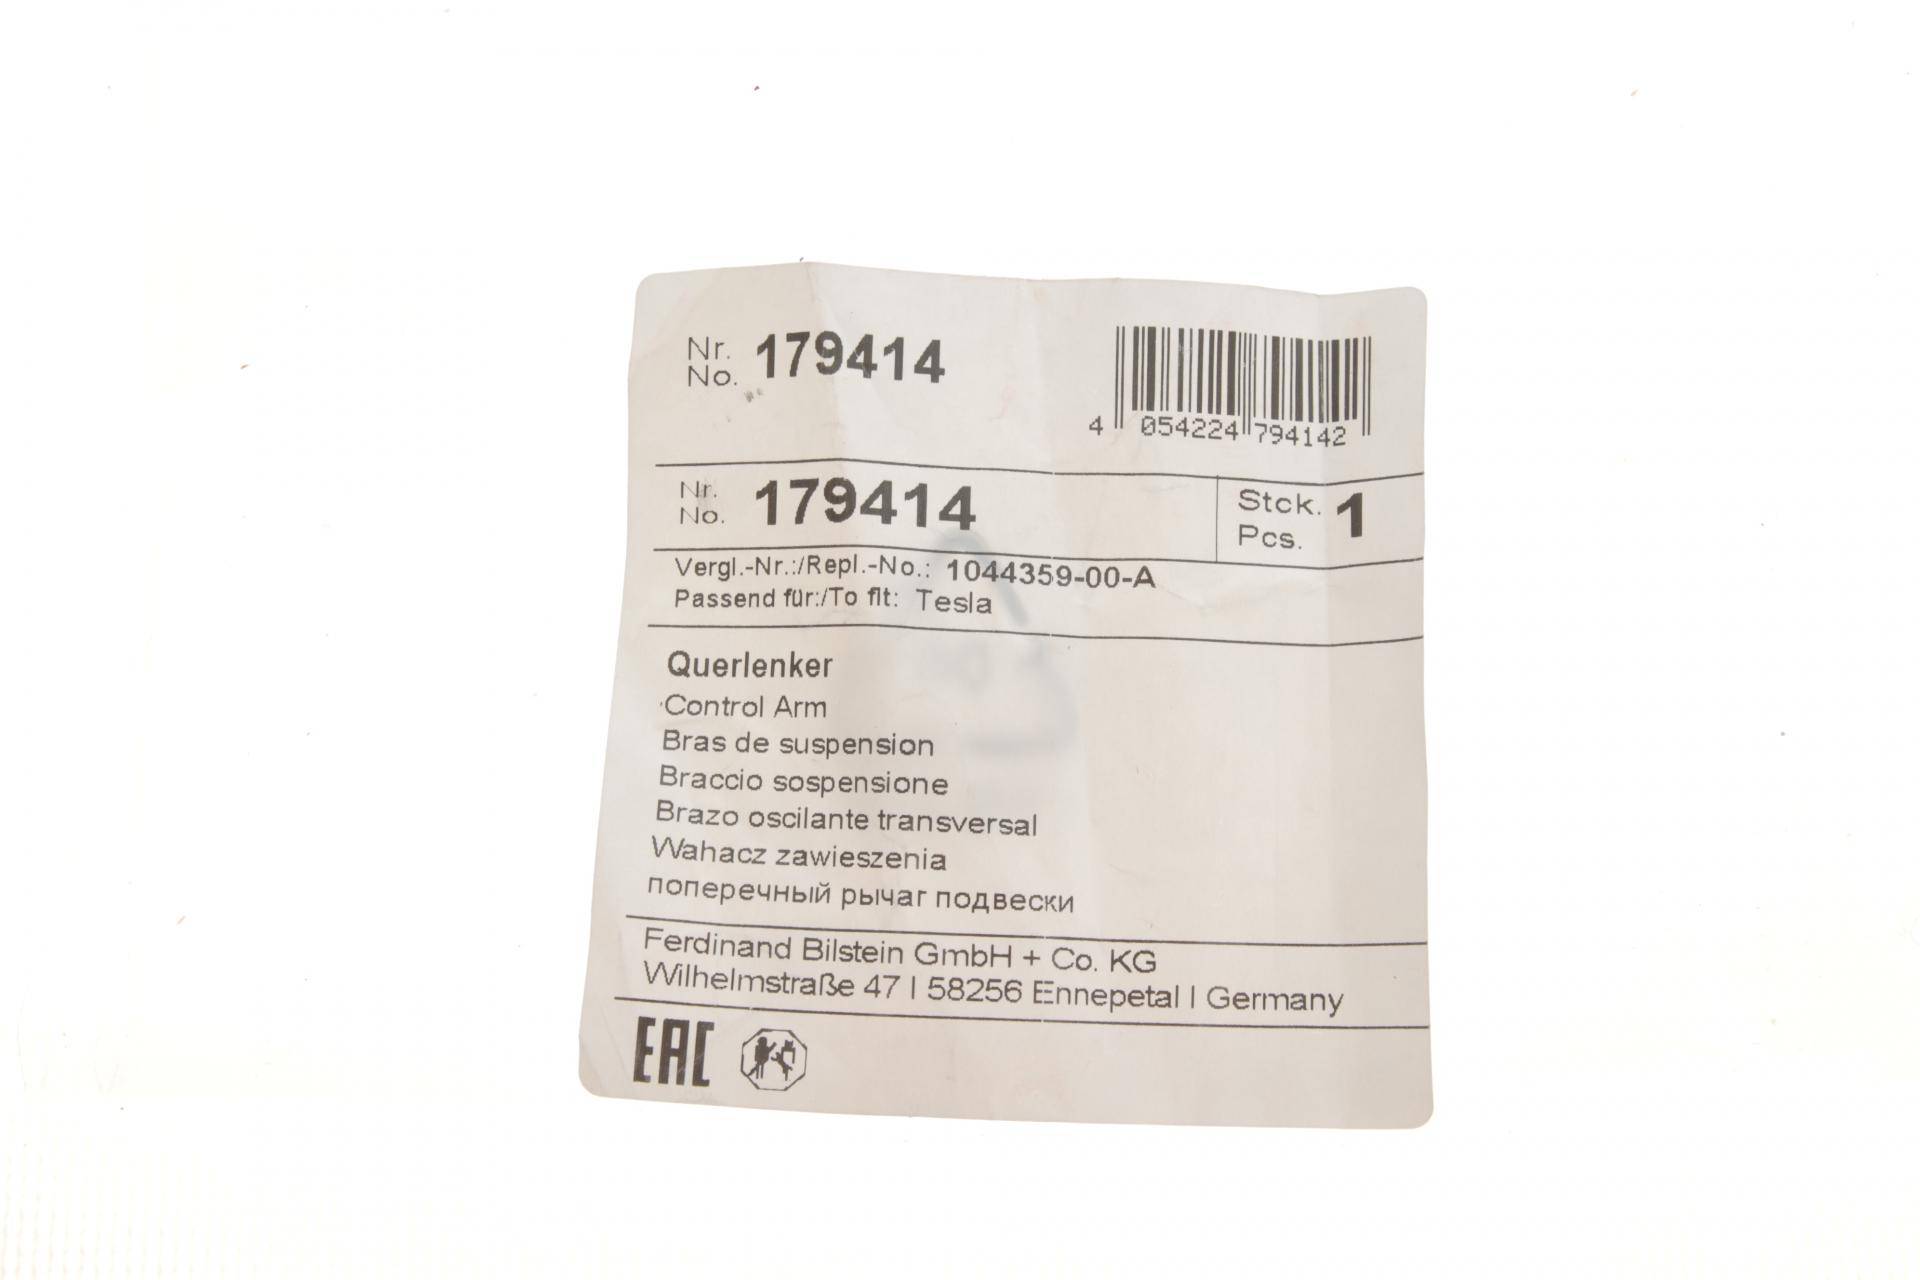 Nr.
No. 179414
4 054224 794142
Nr.
No. 179414
Stck.
Pcs. 1
Vergl.-Nr.:/Repl.-No.: 1044359-00-A
Passend für:/To fit: Tesla
Querlenker
Control Arm
Bras de suspension
Braccio sospensione
Brazo oscilante transversal
Wahacz zawieszenia
поперечный рычаг подвески
Ferdinand Bilstein GmbH + Co. KG
Wilhelmstraße 47 | 58256 Ennepetal | Germany
EAC